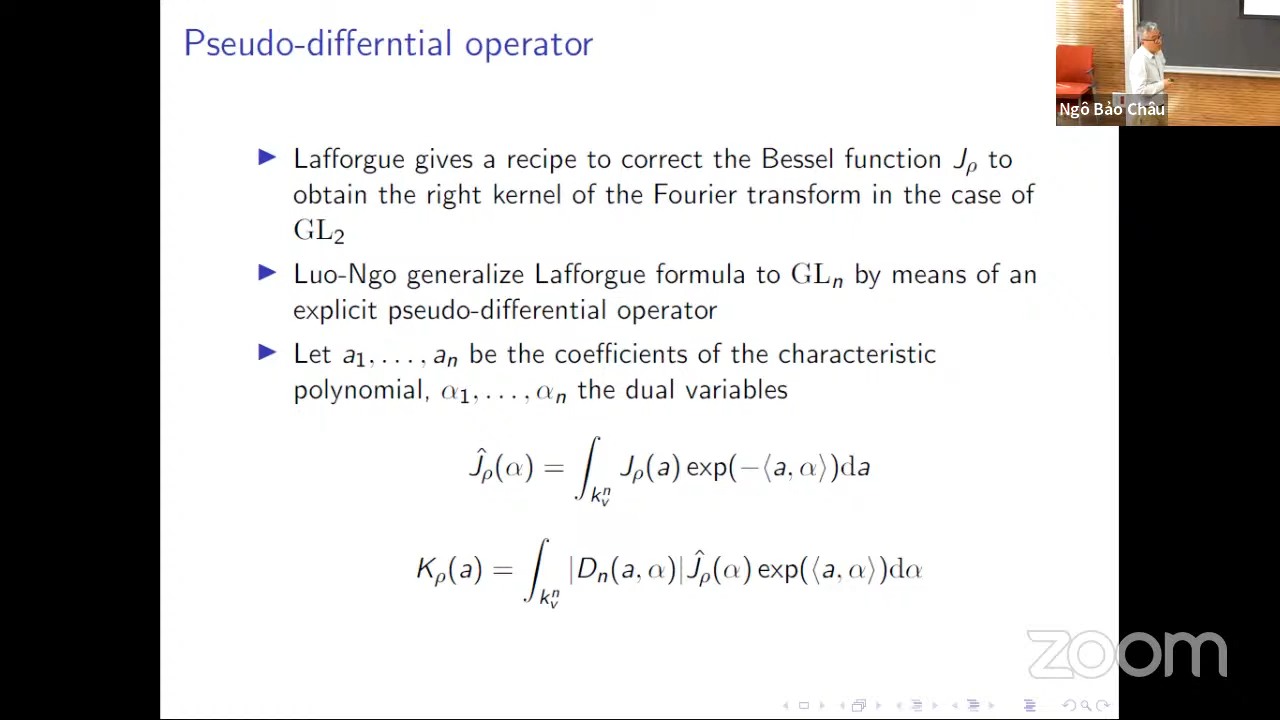 Pseudo-differntial operator
Ngô Bảo Châu
▶ Lafforgue gives a recipe to correct the Bessel function J_ρ to
obtain the right kernel of the Fourier transform in the case of
GL₂
▶ Luo-Ngo generalize Lafforgue formula to GL_n by means of an
explicit pseudo-differential operator
▶ Let a₁, . . . , a_n be the coefficients of the characteristic
polynomial, α₁, . . . , α_n the dual variables
Ĵ_ρ(α) = ∫_{k_v^n} J_ρ(a) exp(−⟨a, α⟩)da
K_ρ(a) = ∫_{k_v^n} |D_n(a, α)|Ĵ_ρ(α) exp(⟨a, α⟩)dα
zoom